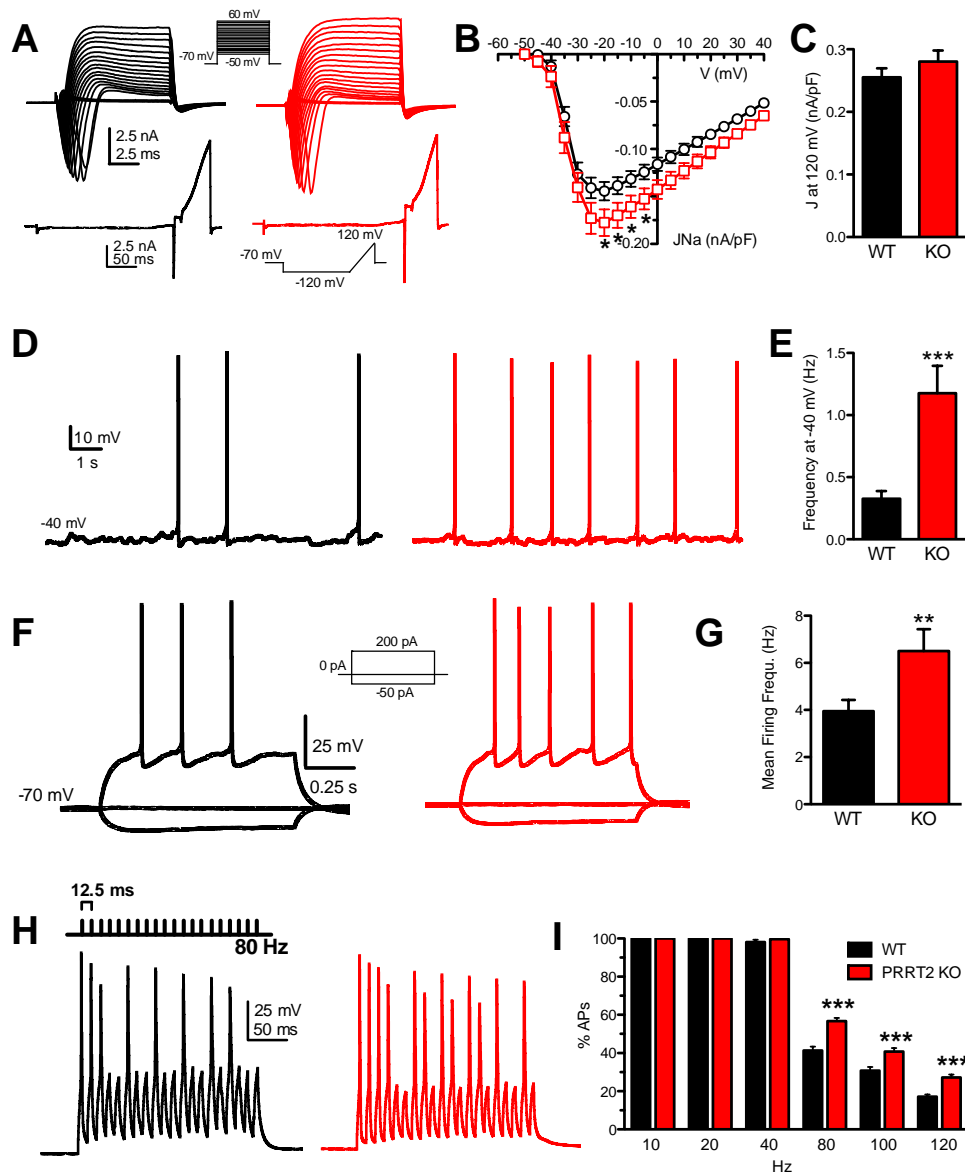 A
60 mV
-70 mV
-50 mV
2.5 nA
2.5 ms
2.5 nA
50 ms
120 mV
-70 mV
-120 mV
B
-60 -45 -30 -15 0 5 10 15 20 25 30 35 40
V (mV)
-0.05
-0.10
-0.20
JNa (nA/pF)
* * * *
C
J at 120 mV (nA/pF)
0.3
0.2
0.1
0.0
WT KO
D
10 mV
1 s
-40 mV
E
Frequency at -40 mV (Hz)
1.5
1.0
0.5
0.0
***
WT KO
F
200 pA
0 pA
-50 pA
25 mV
0.25 s
-70 mV
G
Mean Firing Frequ. (Hz)
8
6
4
2
0
**
WT KO
H
12.5 ms
80 Hz
25 mV
50 ms
I
% APs
100
80
60
40
20
0
WT
PRRT2 KO
*** *** ***
10 20 40 80 100 120
Hz